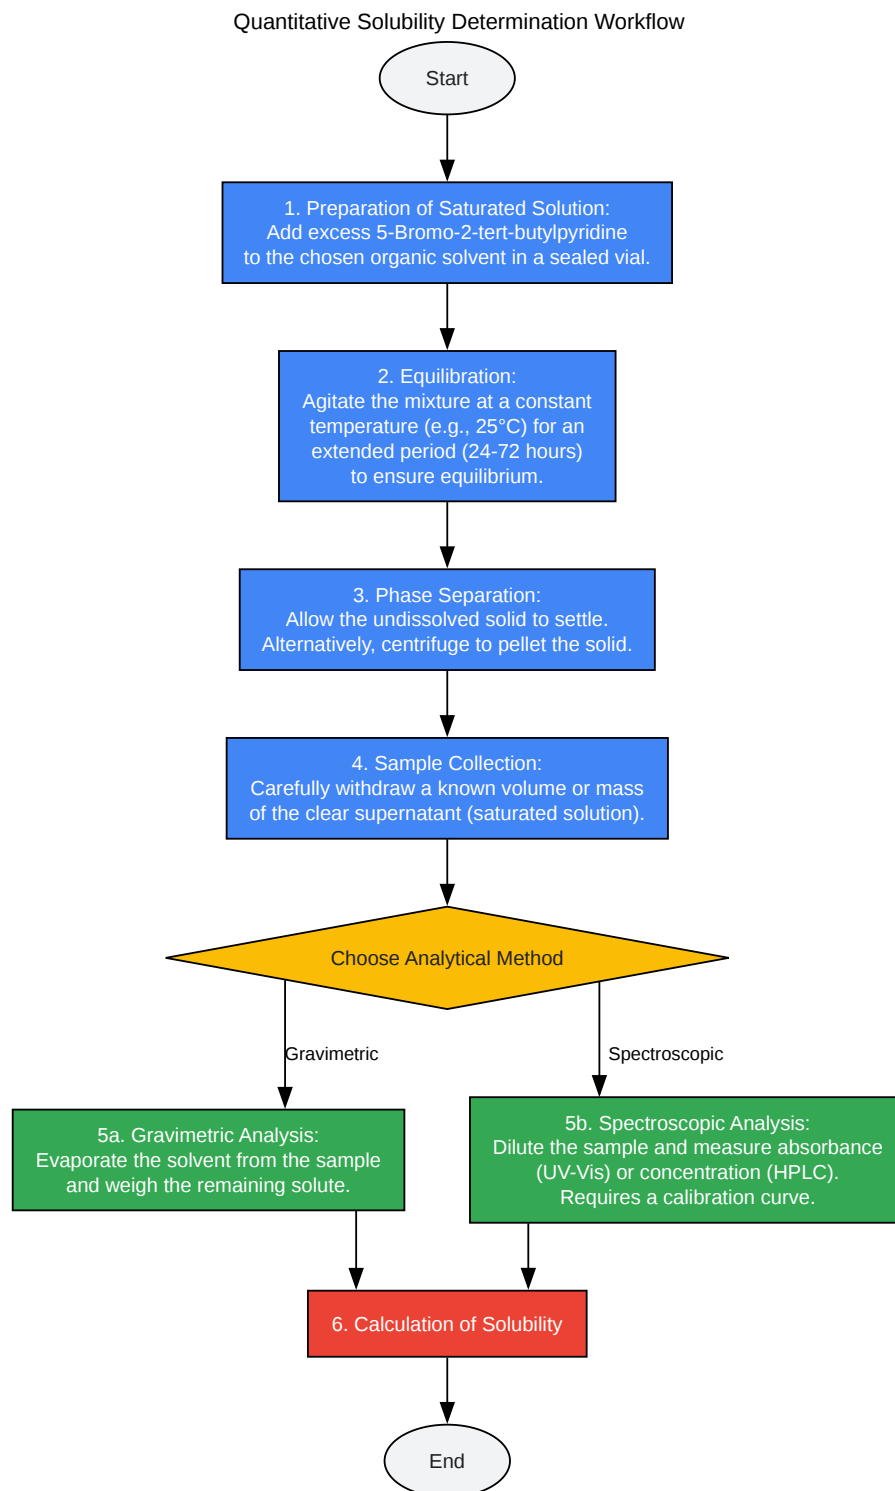 Quantitative Solubility Determination Workflow
Start
1. Preparation of Saturated Solution:
Add excess 5-Bromo-2-tert-butylpyridine
to the chosen organic solvent in a sealed vial.
2. Equilibration:
Agitate the mixture at a constant
temperature (e.g., 25°C) for an
extended period (24-72 hours)
to ensure equilibrium.
3. Phase Separation:
Allow the undissolved solid to settle.
Alternatively, centrifuge to pellet the solid.
4. Sample Collection:
Carefully withdraw a known volume or mass
of the clear supernatant (saturated solution).
Choose Analytical Method
Gravimetric
Spectroscopic
5a. Gravimetric Analysis:
Evaporate the solvent from the sample
and weigh the remaining solute.
5b. Spectroscopic Analysis:
Dilute the sample and measure absorbance
(UV-Vis) or concentration (HPLC).
Requires a calibration curve.
6. Calculation of Solubility
End